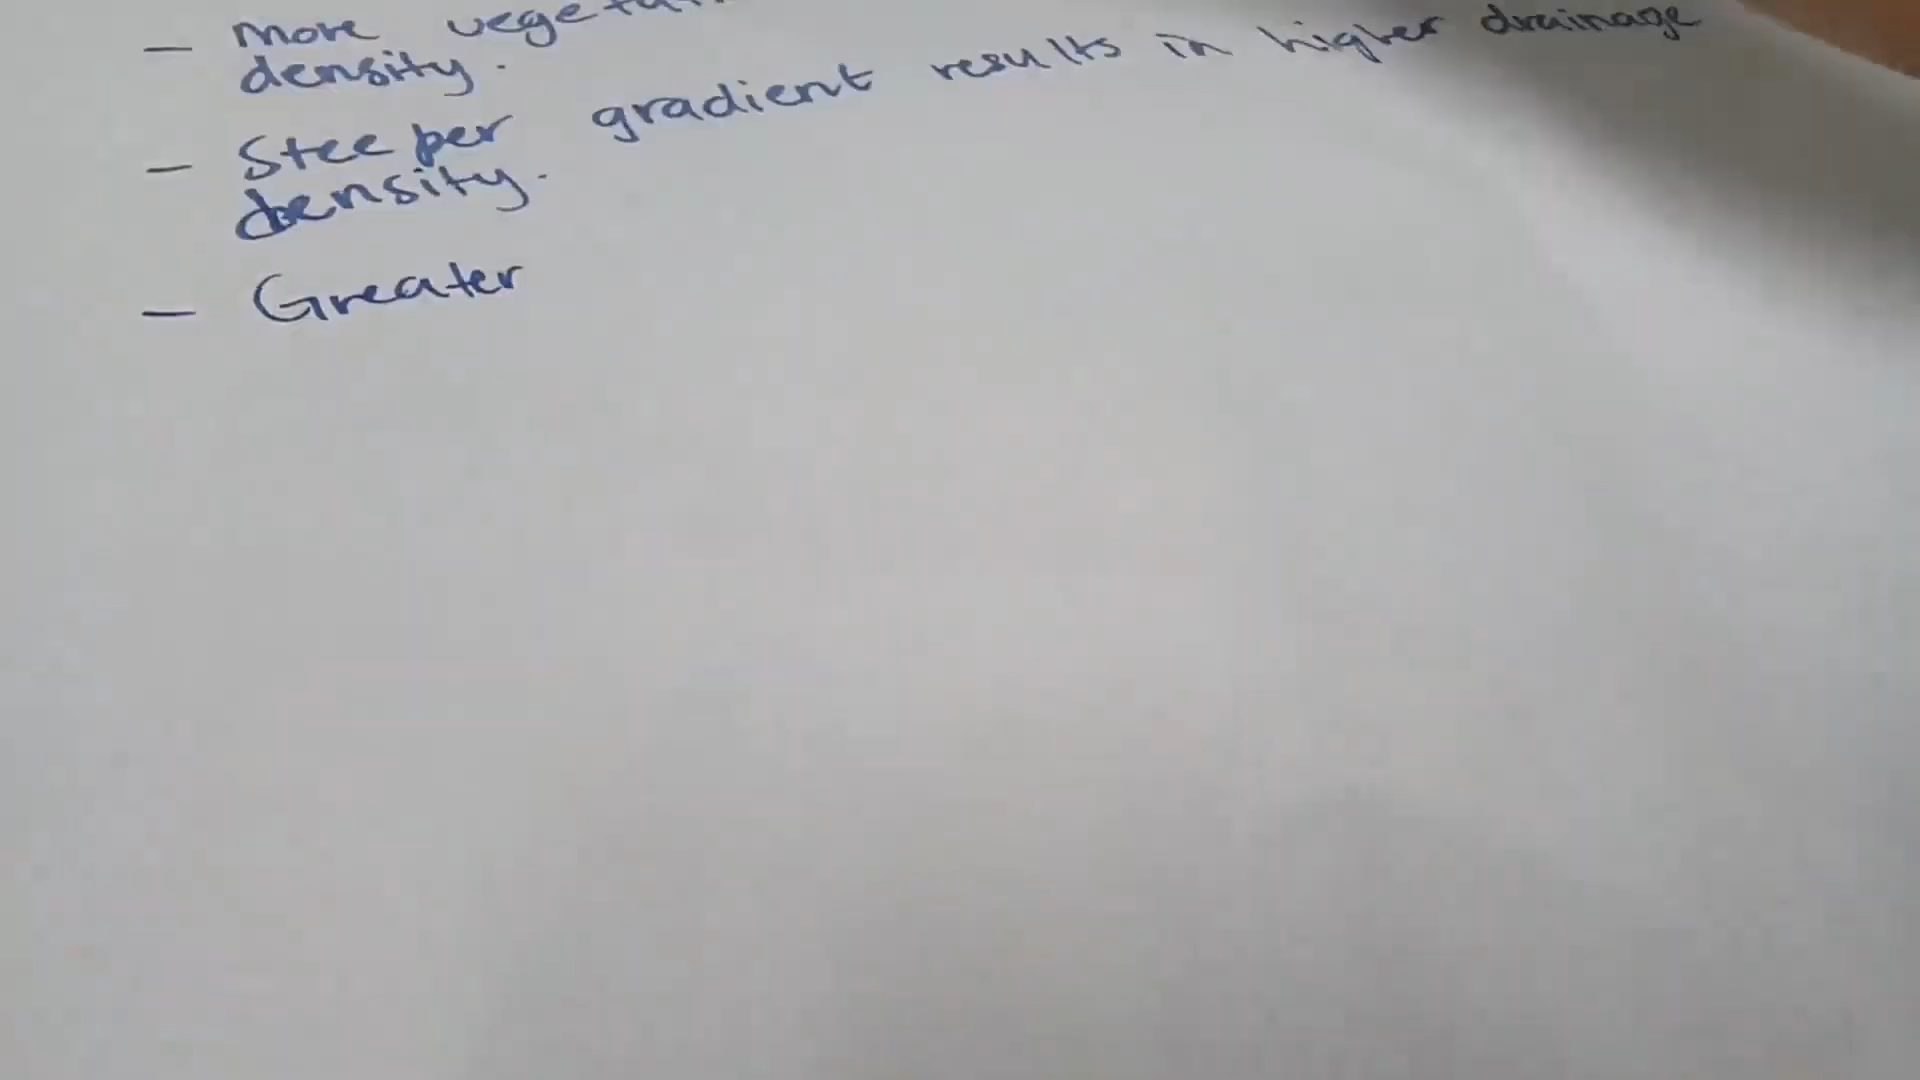 — More
density.
— Steeper gradient results in higher drainage
density.
— Greater